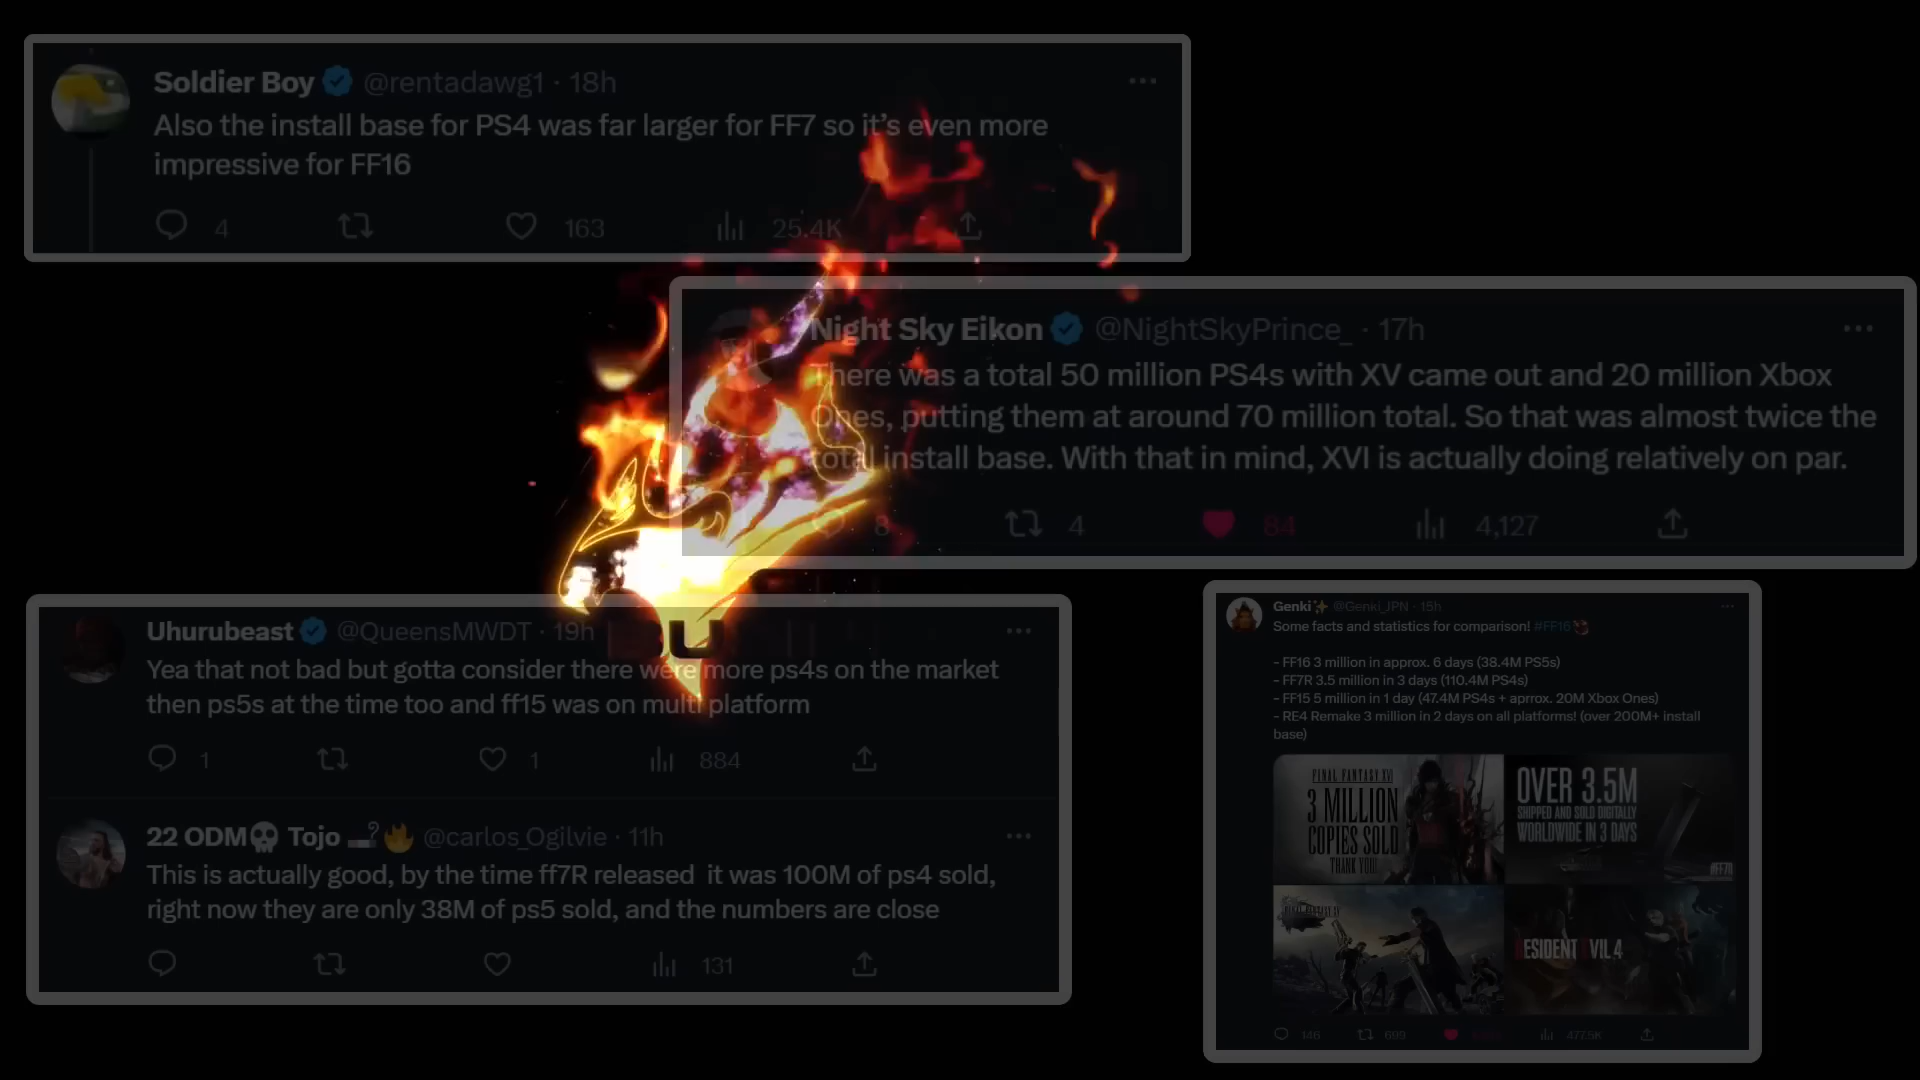 Soldier Boy @rentadawg1 · 18h
Also the install base for PS4 was far larger for FF7 so it's even more
impressive for FF16
4 163 25.4K
Night Sky Eikon @NightSkyPrince_ · 17h
There was a total 50 million PS4s with XV came out and 20 million Xbox
Ones, putting them at around 70 million total. So that was almost twice the
total install base. With that in mind, XVI is actually doing relatively on par.
8 4 84 4,127
Uhurubeast @QueensMWDT · 19h
Yea that not bad but gotta consider there were more ps4s on the market
then ps5s at the time too and ff15 was on multi platform
1 1 884
22 ODM Tojo @carlos_Ogilvie · 11h
This is actually good, by the time ff7R released it was 100M of ps4 sold,
right now they are only 38M of ps5 sold, and the numbers are close
131
Genki @Genki_JPN · 15h
Some facts and statistics for comparison! #FF16
- FF16 3 million in approx. 6 days (38.4M PS5s)
- FF7R 3.5 million in 3 days (110.4M PS4s)
- FF15 5 million in 1 day (47.4M PS4s + aprrox. 20M Xbox Ones)
- RE4 Remake 3 million in 2 days on all platforms! (over 200M+ install
base)
FINAL FANTASY XVI
3 MILLION
COPIES SOLD
THANK YOU!
OVER 3.5M
SHIPPED AND SOLD DIGITALLY
WORLDWIDE IN 3 DAYS
#FF7R
RESIDENT EVIL 4
146 699 477.5K